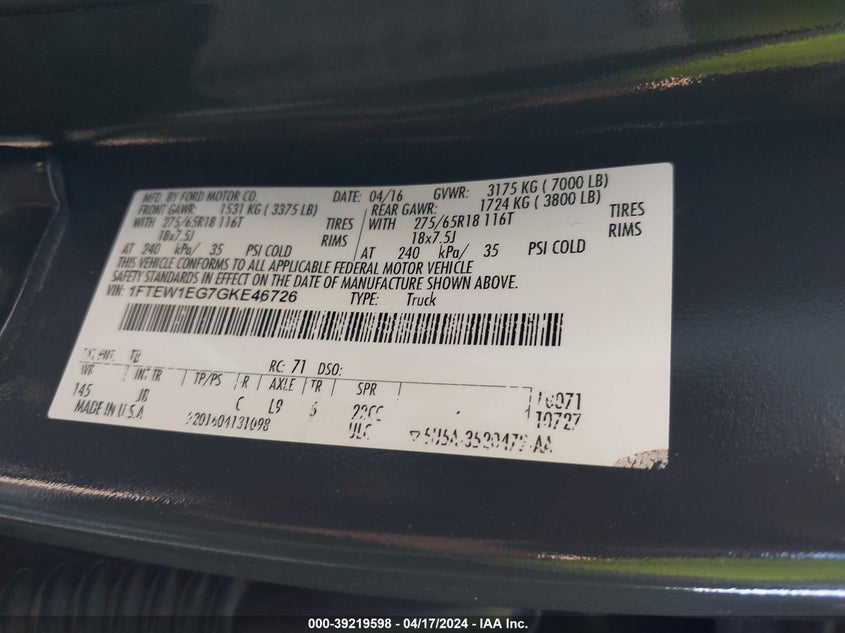 MFD. BY FORD MOTOR CO. DATE: 04/16 GVWR: 3175 KG ( 7000 LB)
FRONT GAWR: 1531 KG ( 3375 LB) REAR GAWR: 1724 KG ( 3800 LB)
WITH 275/65R18 116T TIRES WITH 275/65R18 116T TIRES
18x7.5J RIMS 18x7.5J RIMS
AT 240 kPa/ 35 PSI COLD AT 240 kPa/ 35 PSI COLD
THIS VEHICLE CONFORMS TO ALL APPLICABLE FEDERAL MOTOR VEHICLE
SAFETY STANDARDS IN EFFECT ON THE DATE OF MANUFACTURE SHOWN ABOVE.
VIN: 1FTEW1EG7GKE46726 TYPE: Truck
RC: 71 DSO:
WB INT TR TP/PS R AXLE TR SPR
145 C L9 6
MADE IN U.S.A 10727
000-39219598 - 04/17/2024 - IAA Inc.